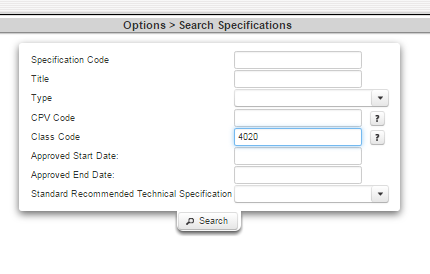 Options > Search Specifications
Specification Code
Title
Type
CPV Code ?
Class Code 4020 ?
Approved Start Date:
Approved End Date:
Standard Recommended Technical Specification
Search